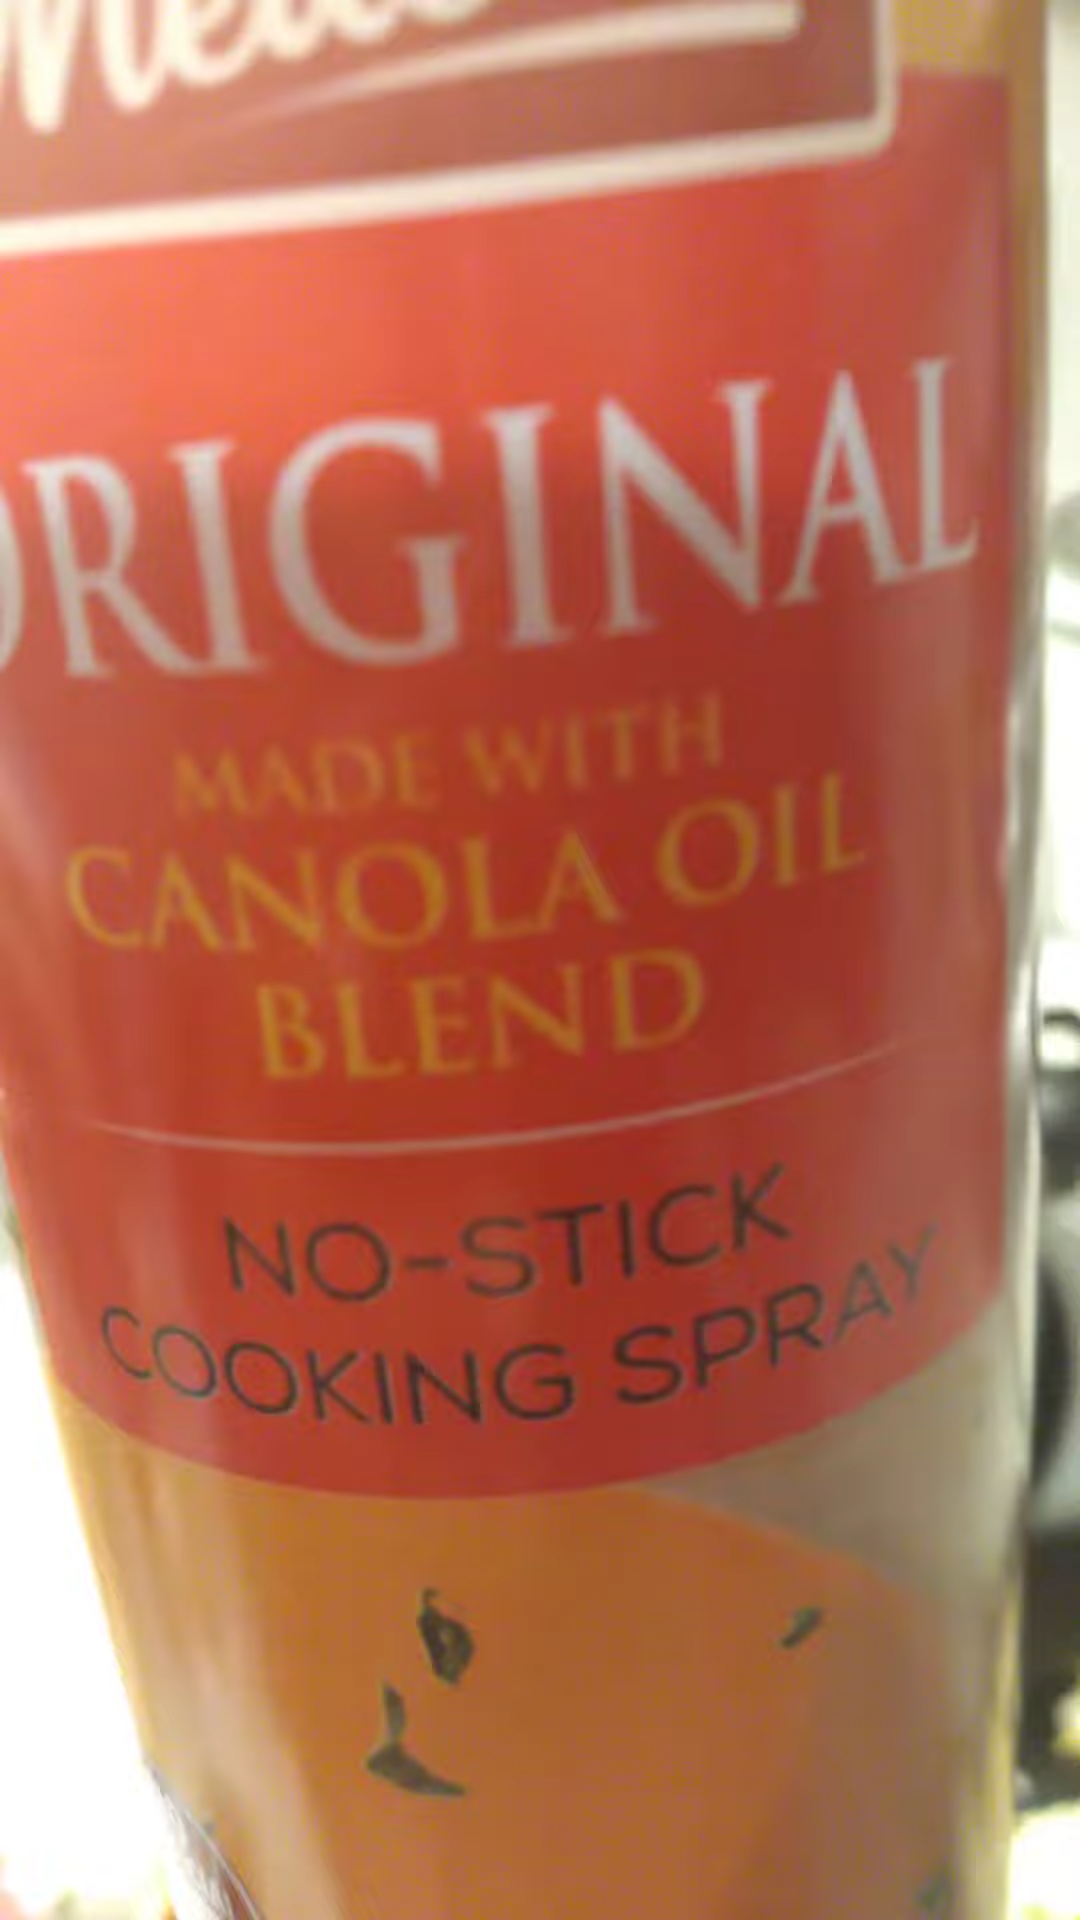 ORIGINAL
MADE WITH
CANOLA OIL
BLEND
NO-STICK
COOKING SPRAY